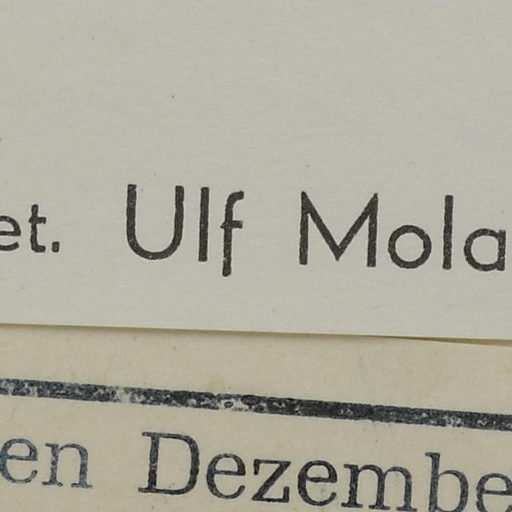 et. Ulf Mola
en Dezembe